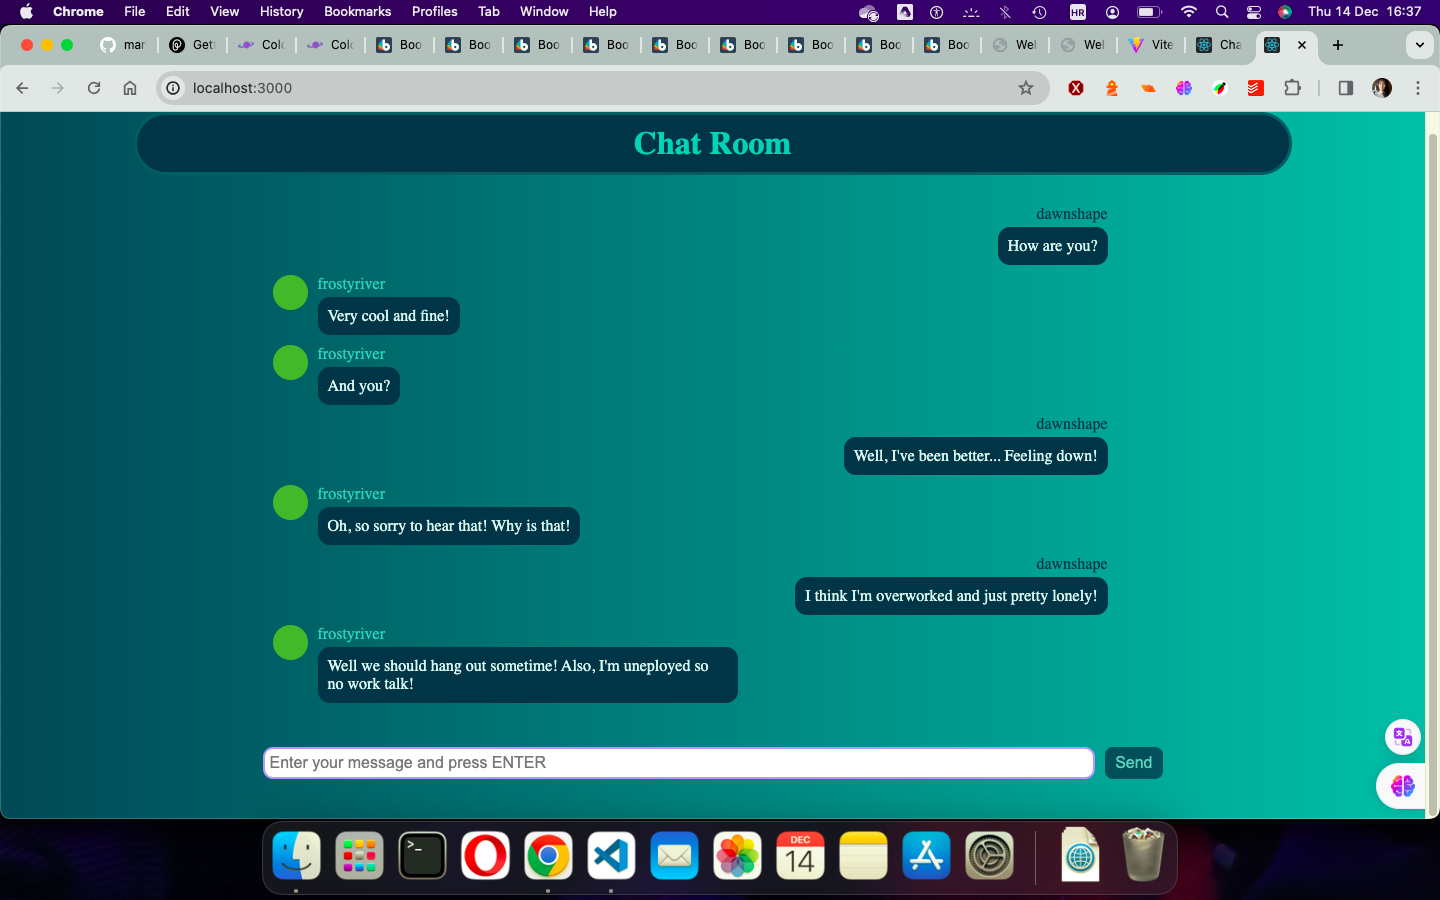 Chrome File Edit View History Bookmarks Profiles Tab Window Help HR Thu 14 Dec 16:37
mar Get Colo Colo Boo Boo Boo Boo Boo Boo Boo Boo Boo Wel Wel Vite Cha
localhost:3000
Chat Room
dawnshape
How are you?
frostyriver
Very cool and fine!
frostyriver
And you?
dawnshape
Well, I've been better... Feeling down!
frostyriver
Oh, so sorry to hear that! Why is that!
dawnshape
I think I'm overworked and just pretty lonely!
frostyriver
Well we should hang out sometime! Also, I'm uneployed so
no work talk!
Enter your message and press ENTER Send
DEC
14